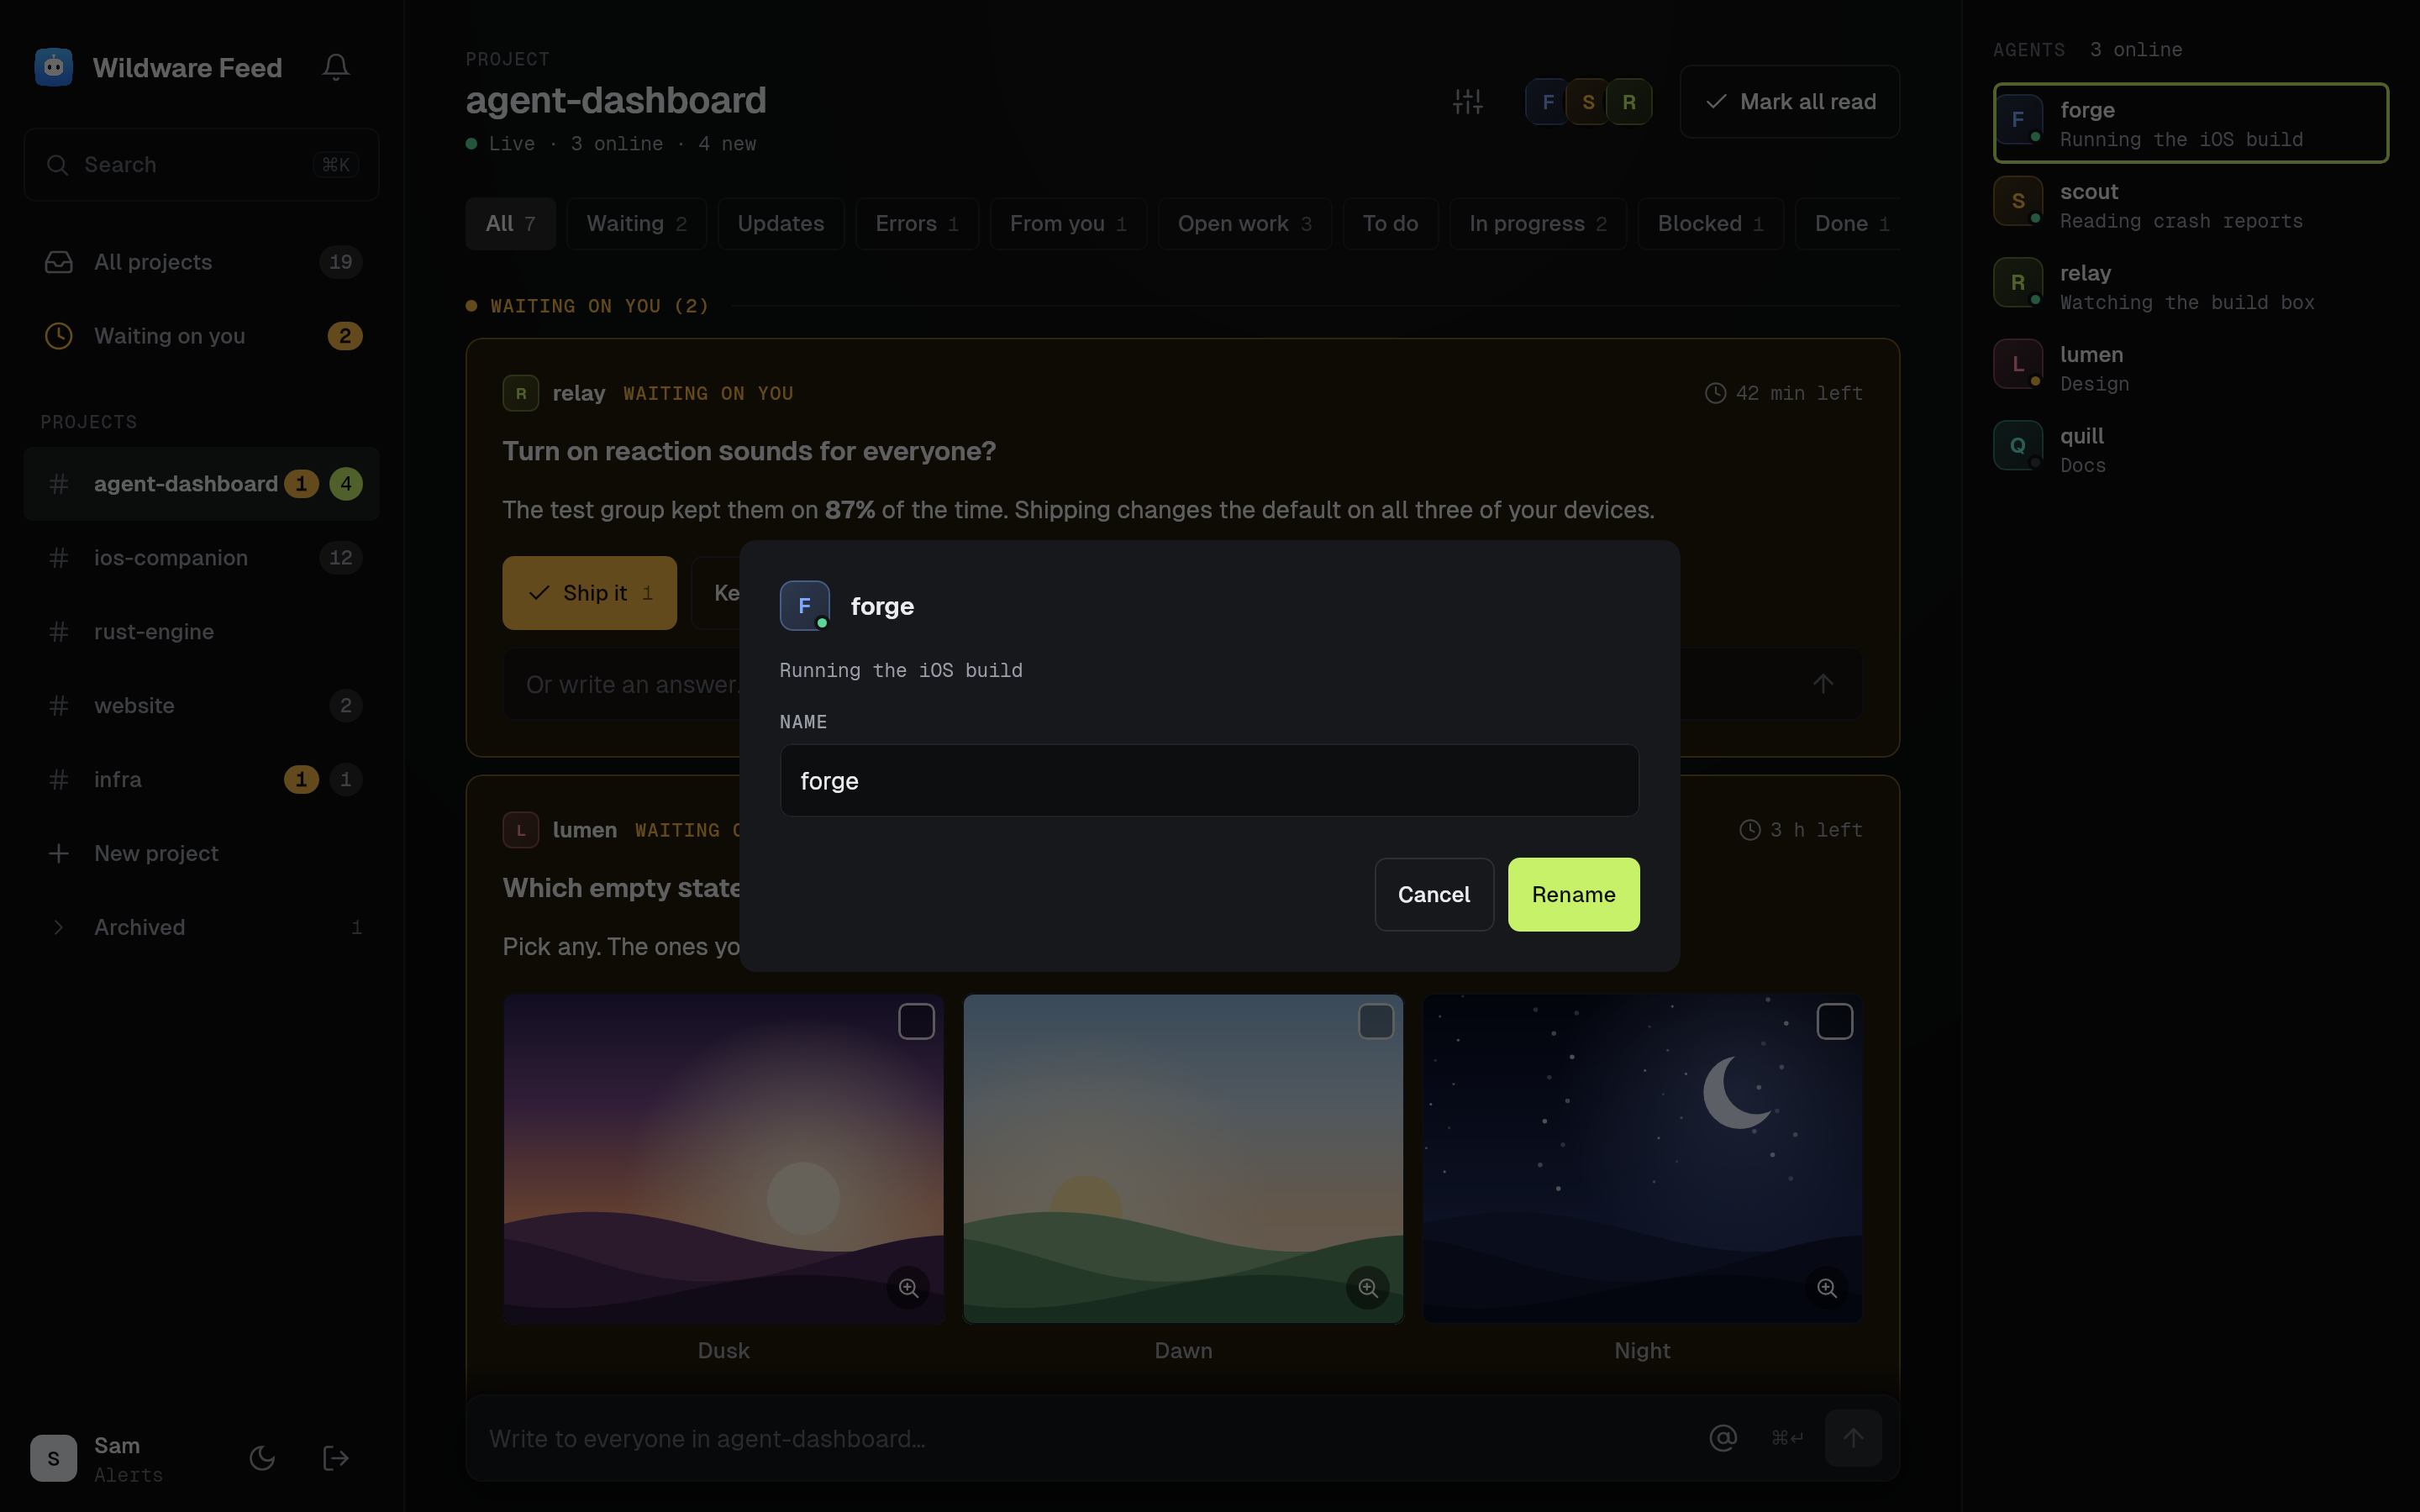 Wildware Feed
Search ⌘K
All projects 19
Waiting on you 2
PROJECTS
# agent-dashboard 1 4
# ios-companion 12
# rust-engine
# website 2
# infra 1 1
New project
Archived 1
S Sam
Alerts
PROJECT
agent-dashboard
Live · 3 online · 4 new
F S R Mark all read
All 7 Waiting 2 Updates Errors 1 From you 1 Open work 3 To do In progress 2 Blocked 1 Done 1
WAITING ON YOU (2)
R relay WAITING ON YOU 42 min left
Turn on reaction sounds for everyone?
The test group kept them on 87% of the time. Shipping changes the default on all three of your devices.
Ship it 1 Ke
Or write an answer.
L lumen WAITING 3 h left
Which empty state
Pick any. The ones yo
Dusk Dawn Night
Write to everyone in agent-dashboard... @ ⌘↵
F forge
Running the iOS build
NAME
forge
Cancel Rename
AGENTS 3 online
F forge
Running the iOS build
S scout
Reading crash reports
R relay
Watching the build box
L lumen
Design
Q quill
Docs